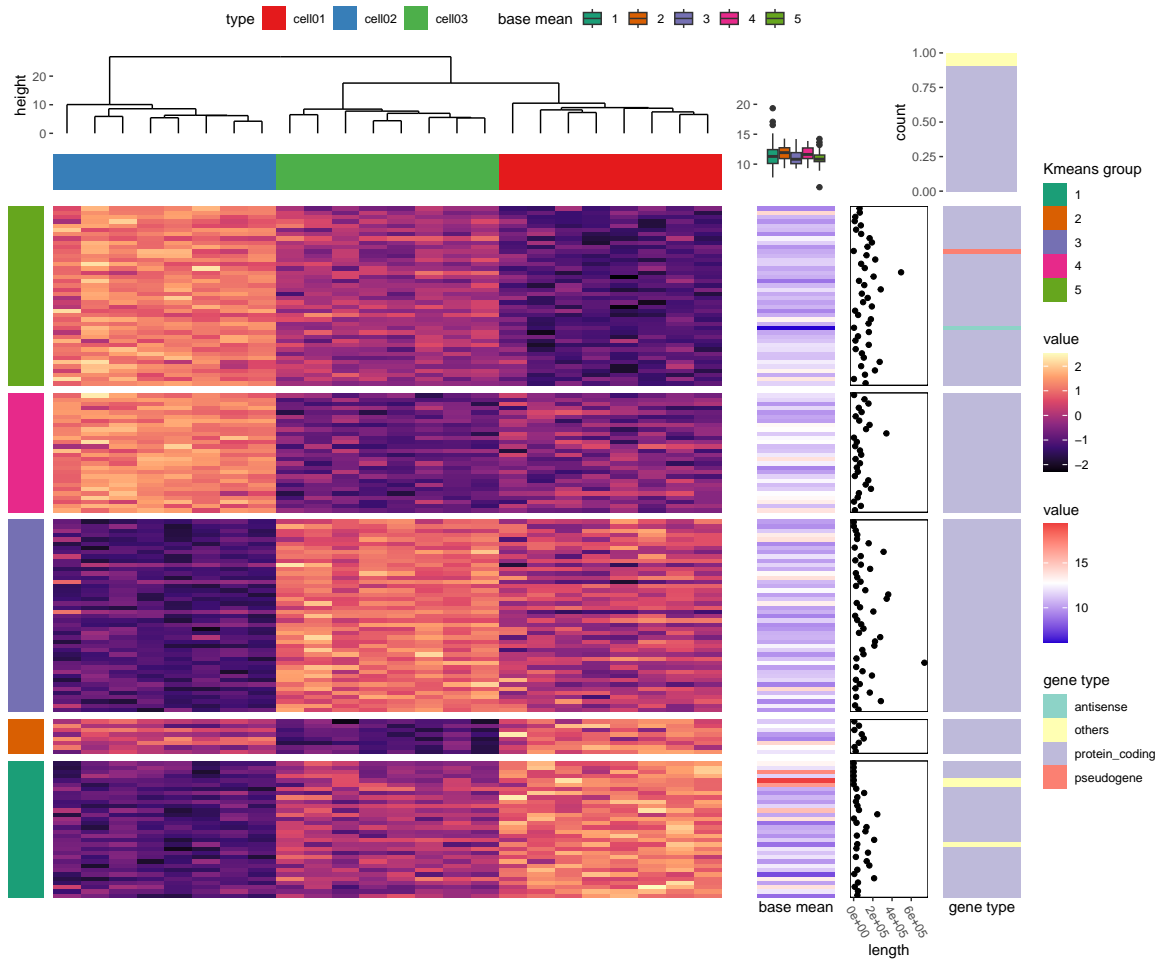 type cell01 cell02 cell03 base mean 1 2 3 4 5
height
20
10
0
20
15
10
count
1.00
0.75
0.50
0.25
0.00
Kmeans group
1
2
3
4
5
value
2
1
0
−1
−2
value
15
10
gene type
antisense
others
protein_coding
pseudogene
base mean
0e+00
2e+05
4e+05
6e+05
length
gene type